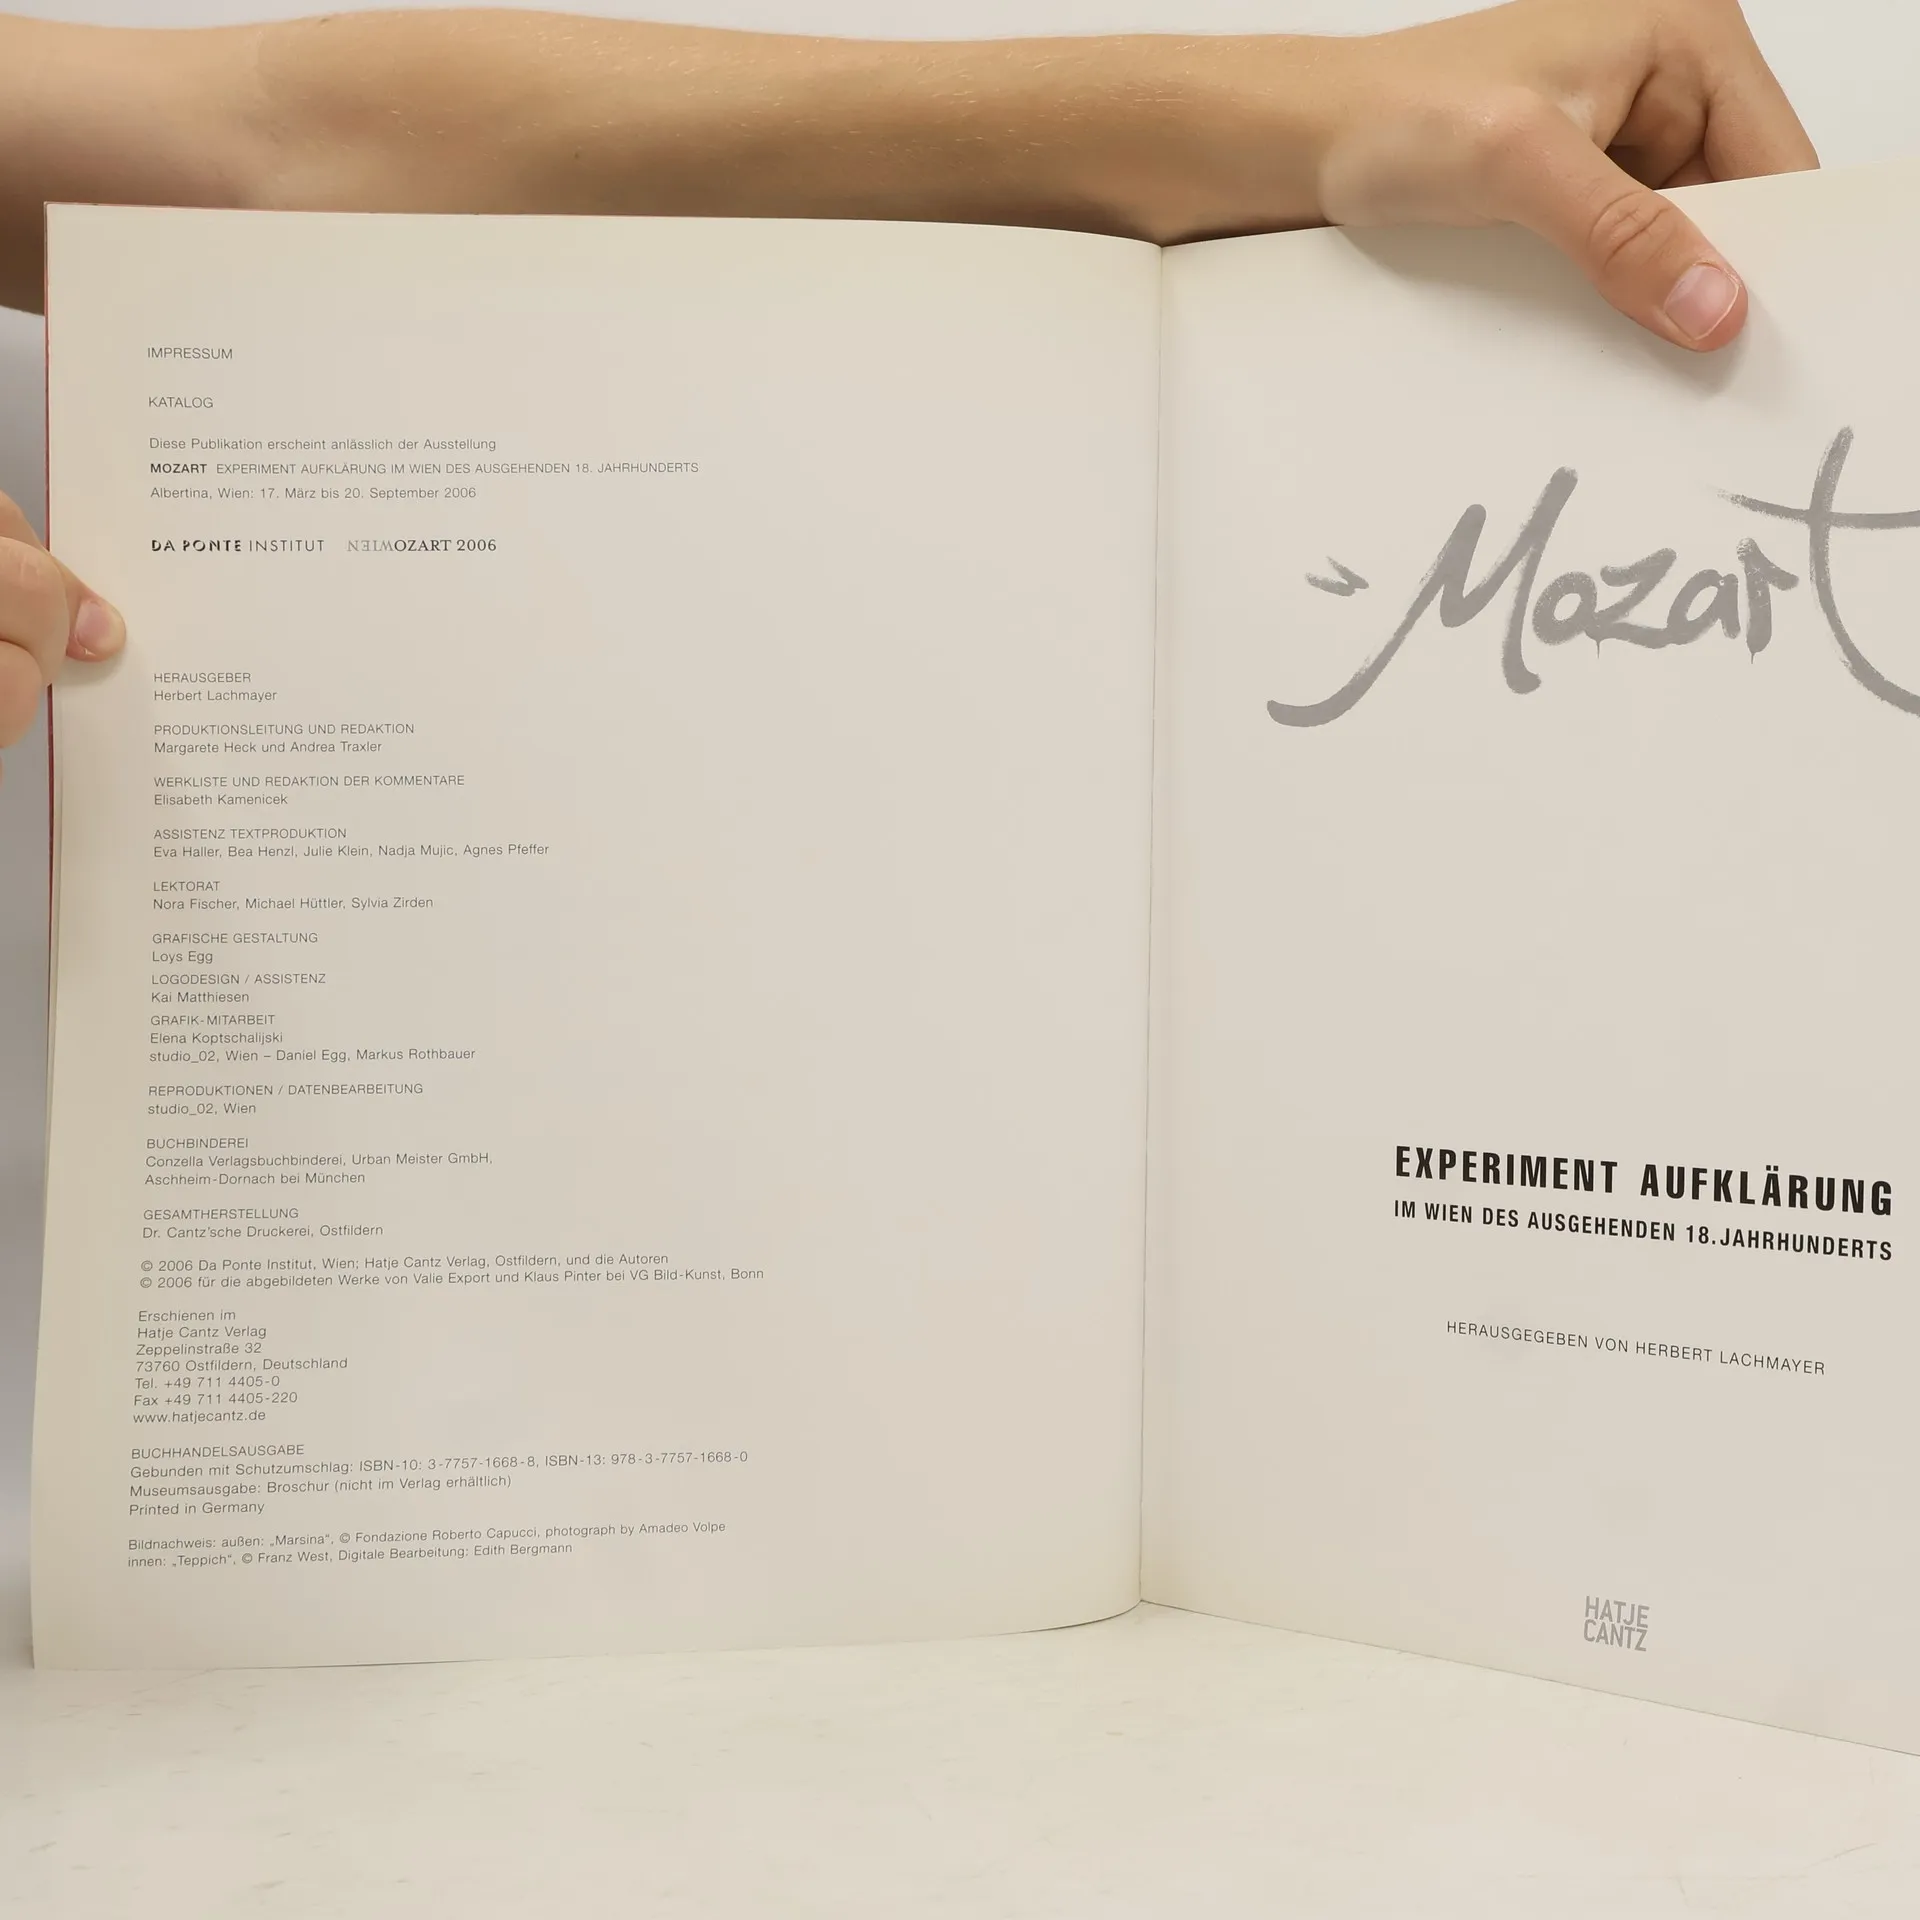 IMPRESSUM
KATALOG
Diese Publikation erscheint anlässlich der Ausstellung
MOZART EXPERIMENT AUFKLÄRUNG IM WIEN DES AUSGEHENDEN 18. JAHRHUNDERTS
Albertina, Wien: 17. März bis 20. September 2006
DA PONTE INSTITUT WIENMOZART 2006
HERAUSGEBER
Herbert Lachmayer
PRODUKTIONSLEITUNG UND REDAKTION
Margarete Heck und Andrea Traxler
WERKLISTE UND REDAKTION DER KOMMENTARE
Elisabeth Kamenicek
ASSISTENZ TEXTPRODUKTION
Eva Haller, Bea Henzl, Julie Klein, Nadja Mujic, Agnes Pfeffer
LEKTORAT
Nora Fischer, Michael Hüttler, Sylvia Zirden
GRAFISCHE GESTALTUNG
Loys Egg
LOGODESIGN / ASSISTENZ
Kai Matthiesen
GRAFIK-MITARBEIT
Elena Koptschalijski
studio_02, Wien – Daniel Egg, Markus Rothbauer
REPRODUKTIONEN / DATENBEARBEITUNG
studio_02, Wien
BUCHBINDEREI
Conzella Verlagsbuchbinderei, Urban Meister GmbH,
Aschheim-Dornach bei München
GESAMTHERSTELLUNG
Dr. Cantz'sche Druckerei, Ostfildern
© 2006 Da Ponte Institut, Wien; Hatje Cantz Verlag, Ostfildern, und die Autoren
© 2006 für die abgebildeten Werke von Valie Export und Klaus Pinter bei VG Bild-Kunst, Bonn
Erschienen im
Hatje Cantz Verlag
Zeppelinstraße 32
73760 Ostfildern, Deutschland
Tel. +49 711 4405-0
Fax +49 711 4405-220
www.hatjecantz.de
BUCHHANDELSAUSGABE
Gebunden mit Schutzumschlag: ISBN-10: 3-7757-1668-8, ISBN-13: 978-3-7757-1668-0
Museumsausgabe: Broschur (nicht im Verlag erhältlich)
Printed in Germany
Bildnachweis: außen: „Marsina“, © Fondazione Roberto Capucci, photograph by Amadeo Volpe
innen: „Teppich“, © Franz West, Digitale Bearbeitung: Edith Bergmann
Mozart
EXPERIMENT AUFKLÄRUNG
IM WIEN DES AUSGEHENDEN 18. JAHRHUNDERTS
HERAUSGEGEBEN VON HERBERT LACHMAYER
HATJE
CANTZ